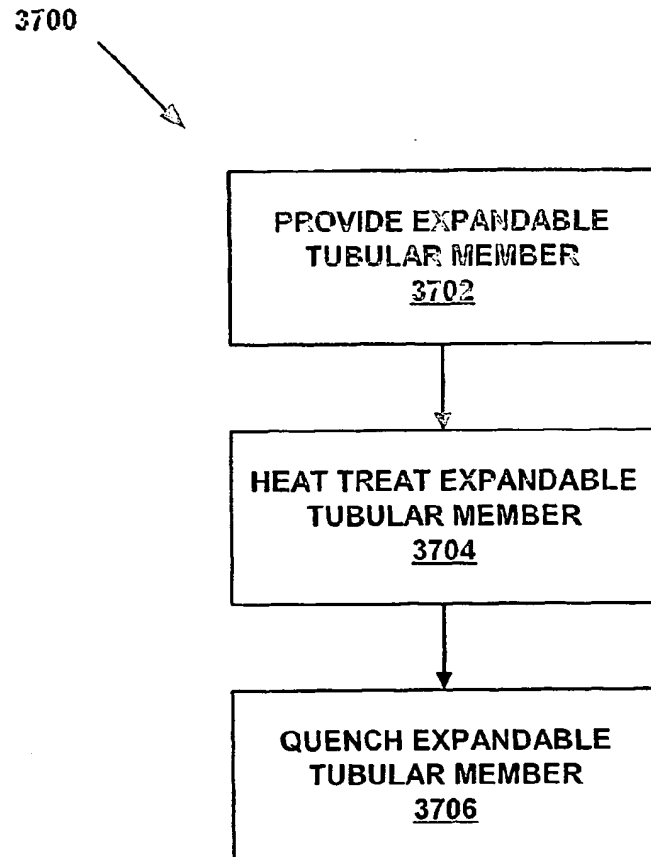 3700
PROVIDE EXPANDABLE
TUBULAR MEMBER
3702
HEAT TREAT EXPANDABLE
TUBULAR MEMBER
3704
QUENCH EXPANDABLE
TUBULAR MEMBER
3706